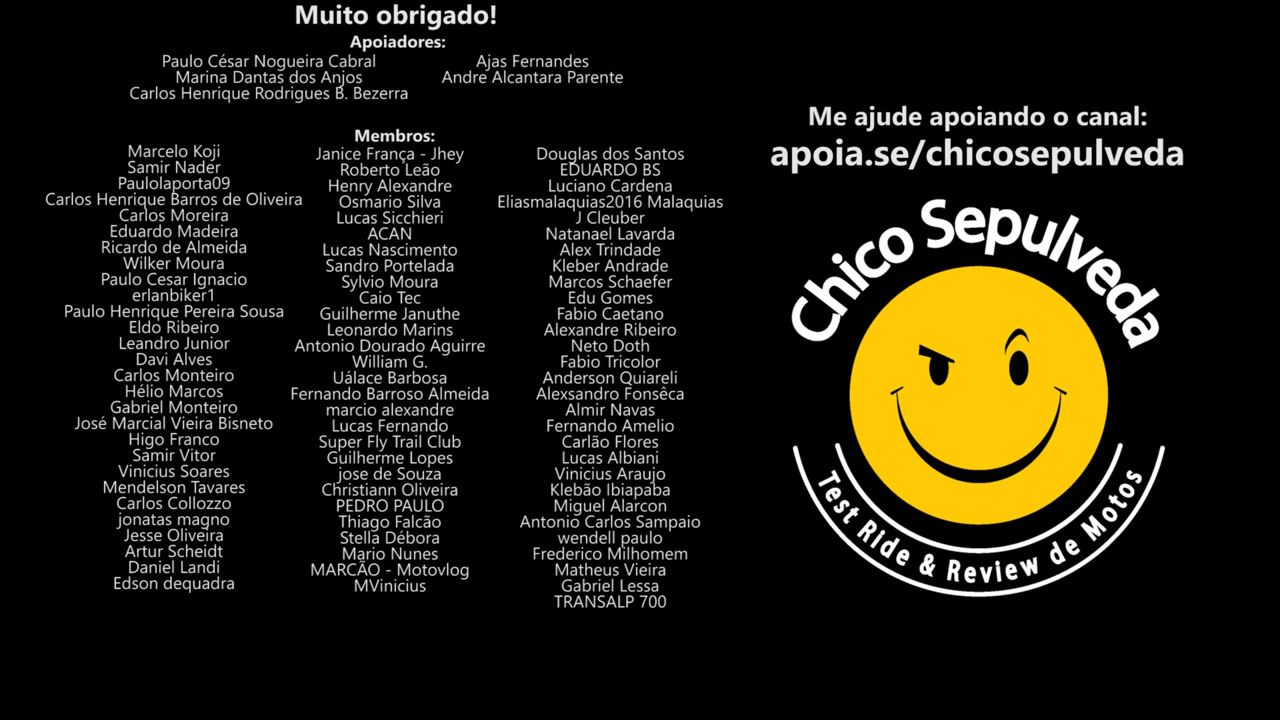 Muito obrigado!
Apoiadores:
Paulo César Nogueira Cabral
Marina Dantas dos Anjos
Carlos Henrique Rodrigues B. Bezerra
Ajas Fernandes
Andre Alcantara Parente
Membros:
Marcelo Koji
Samir Nader
Paulolaporta09
Carlos Henrique Barros de Oliveira
Carlos Moreira
Eduardo Madeira
Ricardo de Almeida
Wilker Moura
Paulo Cesar Ignacio
erlanbiker1
Paulo Henrique Pereira Sousa
Eldo Ribeiro
Leandro Junior
Davi Alves
Carlos Monteiro
Hélio Marcos
Gabriel Monteiro
José Marcial Vieira Bisneto
Higo Franco
Samir Vitor
Vinicius Soares
Mendelson Tavares
Carlos Collozzo
jonatas magno
Jesse Oliveira
Artur Scheidt
Daniel Landi
Edson dequadra
Janice França - Jhey
Roberto Leão
Henry Alexandre
Osmario Silva
Lucas Sicchieri
ACAN
Lucas Nascimento
Sandro Portelada
Sylvio Moura
Caio Tec
Guilherme Januthe
Leonardo Marins
Antonio Dourado Aguirre
William G.
Uálace Barbosa
Fernando Barroso Almeida
marcio alexandre
Lucas Fernando
Super Fly Trail Club
Guilherme Lopes
jose de Souza
Christiann Oliveira
PEDRO PAULO
Thiago Falcão
Stella Débora
Mario Nunes
MARCÃO - Motovlog
MVinicius
Douglas dos Santos
EDUARDO BS
Luciano Cardena
Eliasmalaquias2016 Malaquias
J Cleuber
Natanael Lavarda
Alex Trindade
Kleber Andrade
Marcos Schaefer
Edu Gomes
Fabio Caetano
Alexandre Ribeiro
Neto Doth
Fabio Tricolor
Anderson Quiareli
Alexsandro Fonsêca
Almir Navas
Fernando Amelio
Carlão Flores
Lucas Albiani
Vinicius Araujo
Klebão Ibiapaba
Miguel Alarcon
Antonio Carlos Sampaio
wendell paulo
Frederico Milhomem
Matheus Vieira
Gabriel Lessa
TRANSALP 700
Me ajude apoiando o canal:
apoia.se/chicosepulveda
Chico Sepulveda
Test Ride & Review de Motos